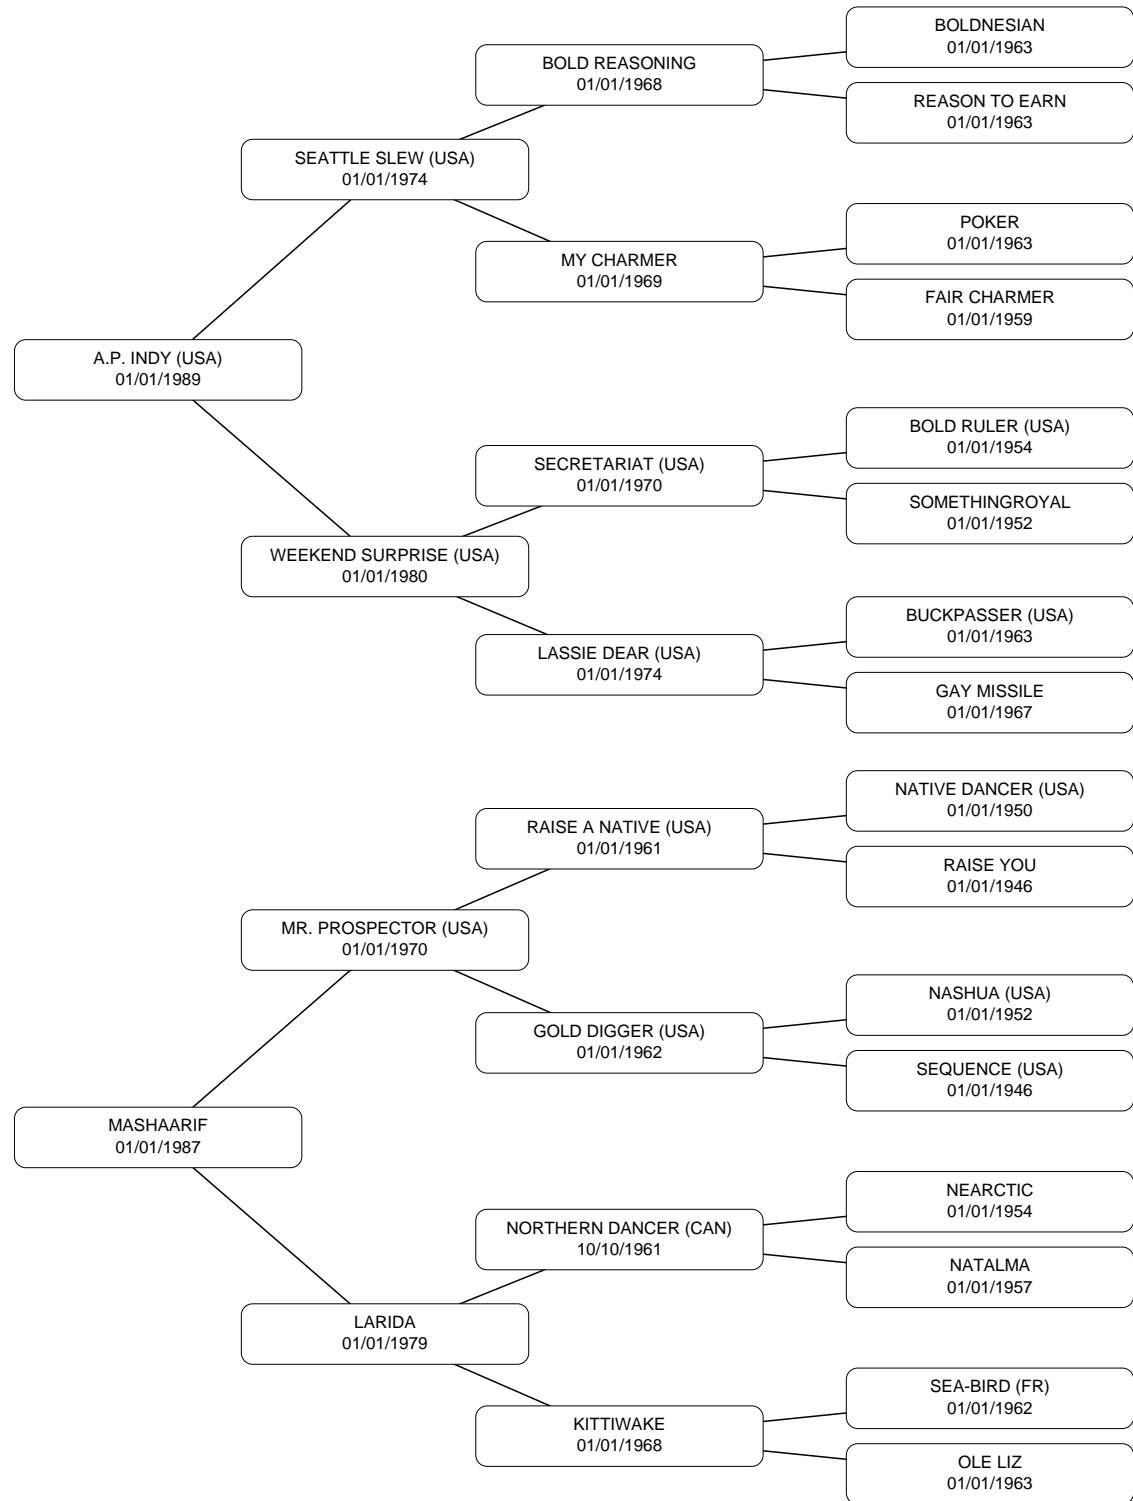 BOLDNESIAN
01/01/1963
BOLD REASONING
01/01/1968
REASON TO EARN
01/01/1963
SEATTLE SLEW (USA)
01/01/1974
POKER
01/01/1963
MY CHARMER
01/01/1969
FAIR CHARMER
01/01/1959
A.P. INDY (USA)
01/01/1989
BOLD RULER (USA)
01/01/1954
SECRETARIAT (USA)
01/01/1970
SOMETHINGROYAL
01/01/1952
WEEKEND SURPRISE (USA)
01/01/1980
BUCKPASSER (USA)
01/01/1963
LASSIE DEAR (USA)
01/01/1974
GAY MISSILE
01/01/1967
NATIVE DANCER (USA)
01/01/1950
RAISE A NATIVE (USA)
01/01/1961
RAISE YOU
01/01/1946
MR. PROSPECTOR (USA)
01/01/1970
NASHUA (USA)
01/01/1952
GOLD DIGGER (USA)
01/01/1962
SEQUENCE (USA)
01/01/1946
MASHAARIF
01/01/1987
NEARCTIC
01/01/1954
NORTHERN DANCER (CAN)
10/10/1961
NATALMA
01/01/1957
LARIDA
01/01/1979
SEA-BIRD (FR)
01/01/1962
KITTIWAKE
01/01/1968
OLE LIZ
01/01/1963